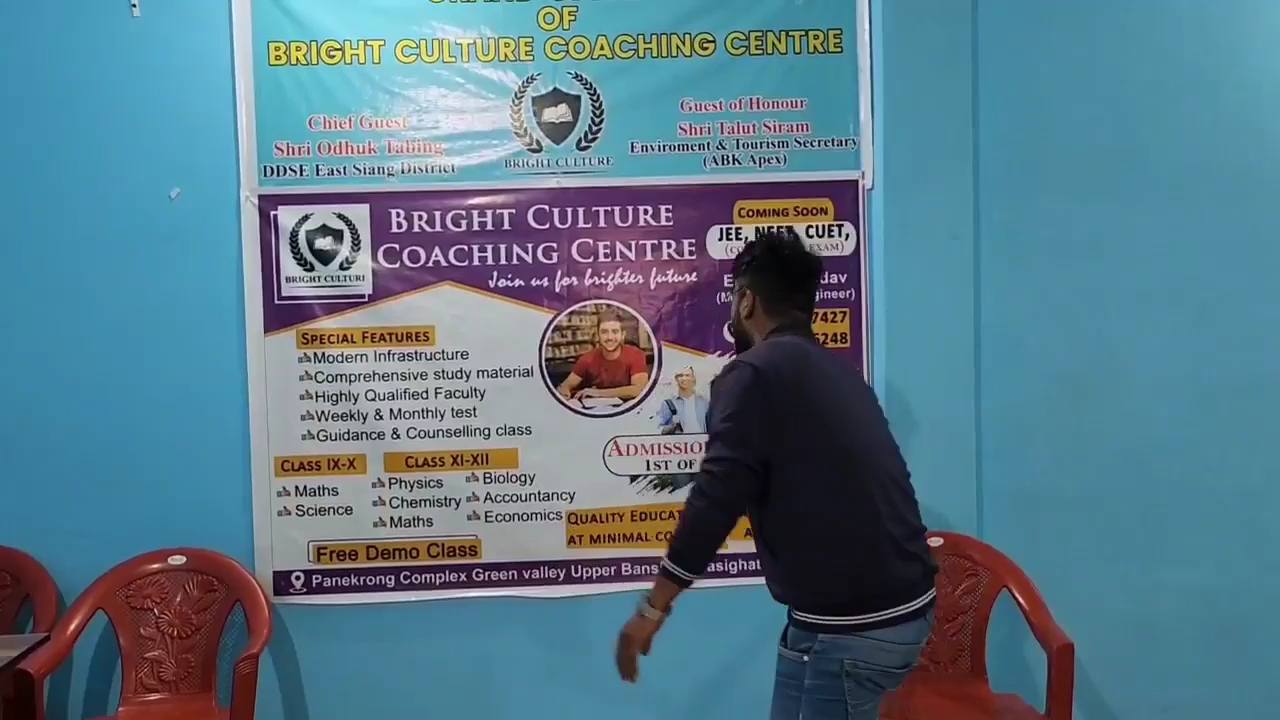 OF
BRIGHT CULTURE COACHING CENTRE
Chief Guest
Shri Odhuk Tabing
DDSE East Siang District
BRIGHT CULTURE
Guest of Honour
Shri Talut Siram
Enviroment & Tourism Secretary
(ABK Apex)
BRIGHT CULTURE
COACHING CENTRE
Join us for brighter future
BRIGHT CULTURE
COMING SOON
JEE, NEET, CUET,
EXAM)
7427
6248
SPECIAL FEATURES
Modern Infrastructure
Comprehensive study material
Highly Qualified Faculty
Weekly & Monthly test
Guidance & Counselling class
ADMISSIO
1ST OF
CLASS IX-X
Maths
Science
CLASS XI-XII
Physics
Chemistry
Maths
Biology
Accountancy
Economics
QUALITY
AT MINIMAL
Free Demo Class
Panekrong Complex Green valley Upper